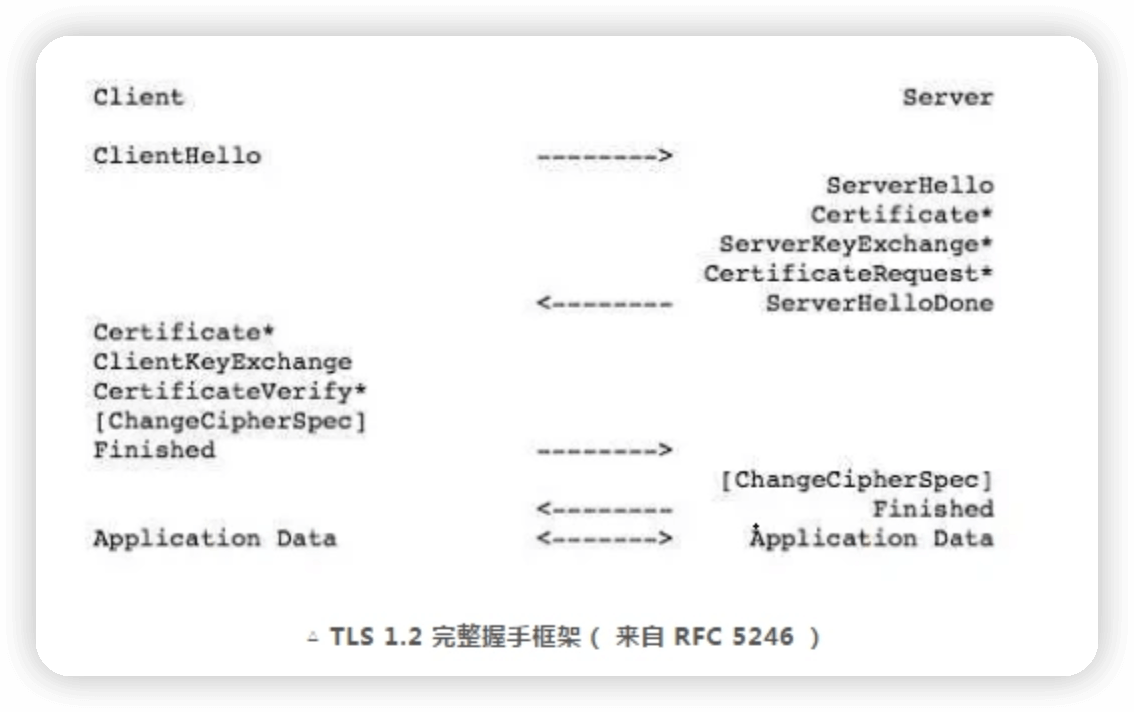 Client Server
ClientHello -------->
ServerHello
Certificate*
ServerKeyExchange*
CertificateRequest*
<-------- ServerHelloDone
Certificate*
ClientKeyExchange
CertificateVerify*
[ChangeCipherSpec]
Finished -------->
[ChangeCipherSpec]
<-------- Finished
Application Data <-------> Application Data
△ TLS 1.2 完整握手框架（ 来自 RFC 5246 ）